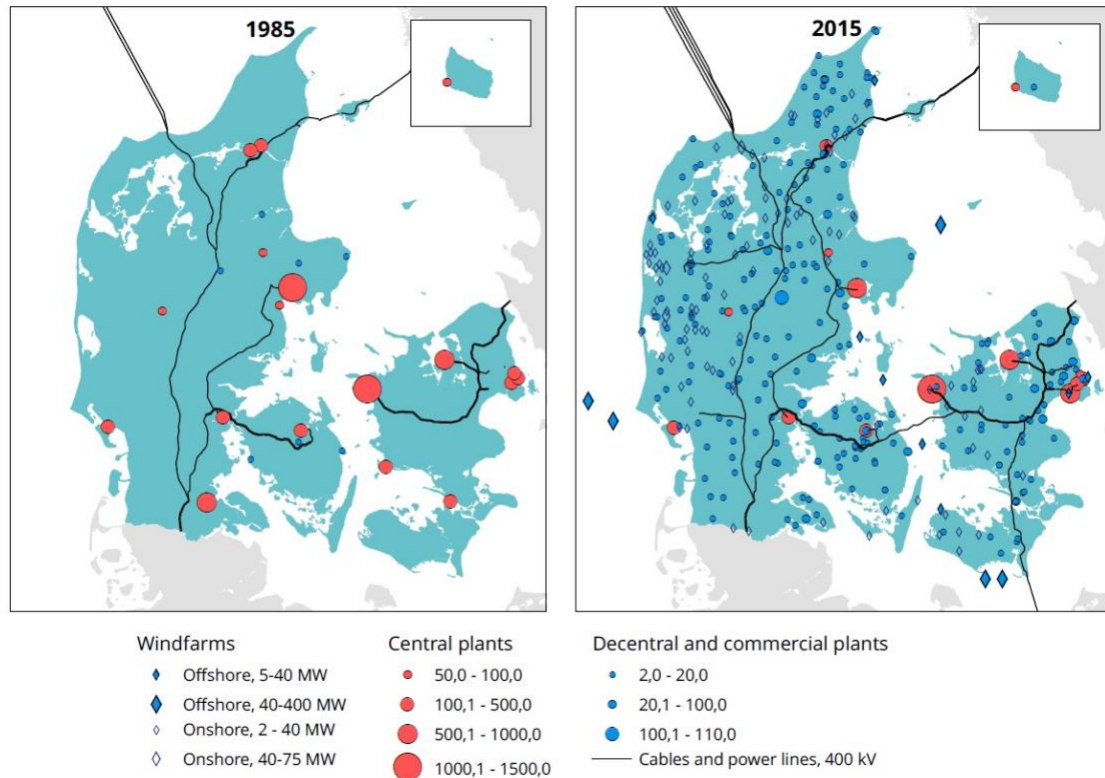 1985
2015
Windfarms
Offshore, 5-40 MW
Offshore, 40-400 MW
Onshore, 2 - 40 MW
Onshore, 40-75 MW
Central plants
50,0 - 100,0
100,1 - 500,0
500,1 - 1000,0
1000,1 - 1500,0
Decentral and commercial plants
2,0 - 20,0
20,1 - 100,0
100,1 - 110,0
Cables and power lines, 400 kV